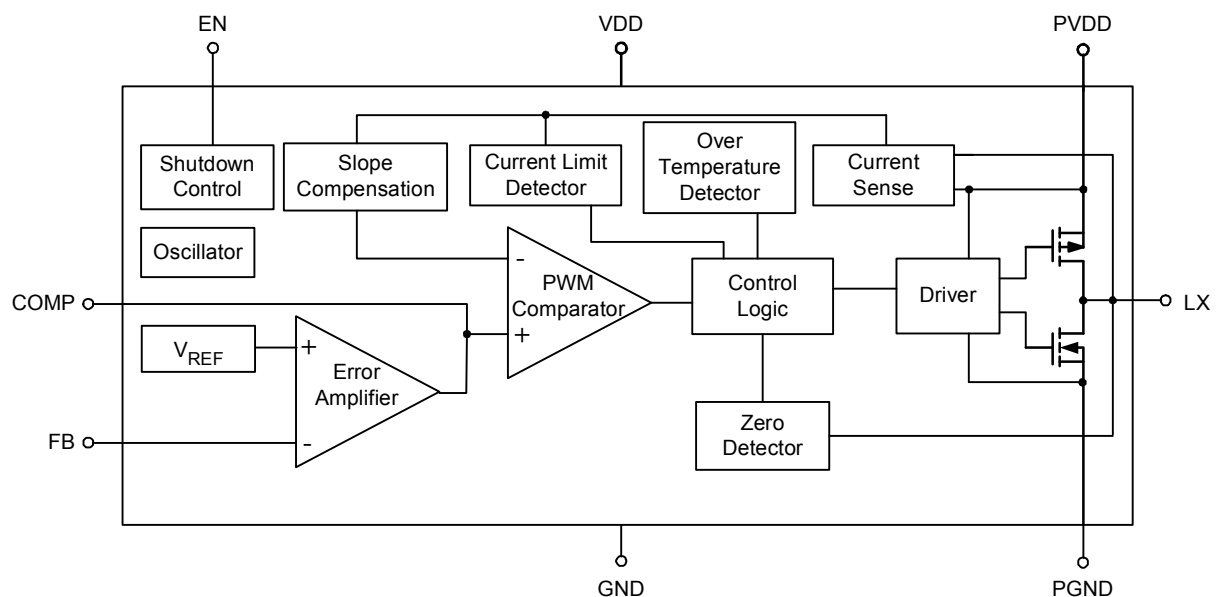 EN
VDD
PVDD
Shutdown
Control
Slope
Compensation
Current Limit
Detector
Over
Temperature
Detector
Current
Sense
Oscillator
-
PWM
Comparator
+
Control
Logic
Driver
COMP
LX
VREF
+
Error
Amplifier
-
FB
Zero
Detector
GND
PGND